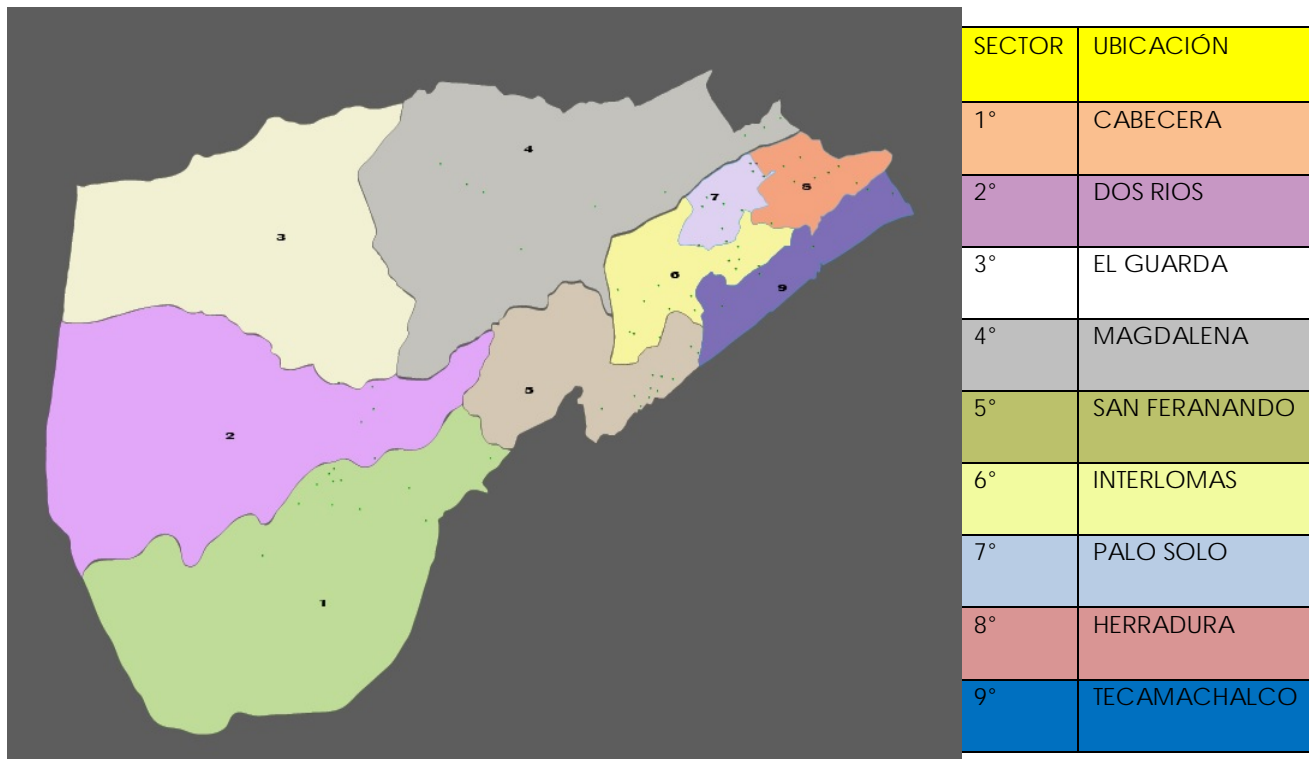 4
8
7
3
6
9
5
2
1
SECTOR UBICACIÓN
1° CABECERA
2° DOS RIOS
3° EL GUARDA
4° MAGDALENA
5° SAN FERANANDO
6° INTERLOMAS
7° PALO SOLO
8° HERRADURA
9° TECAMACHALCO